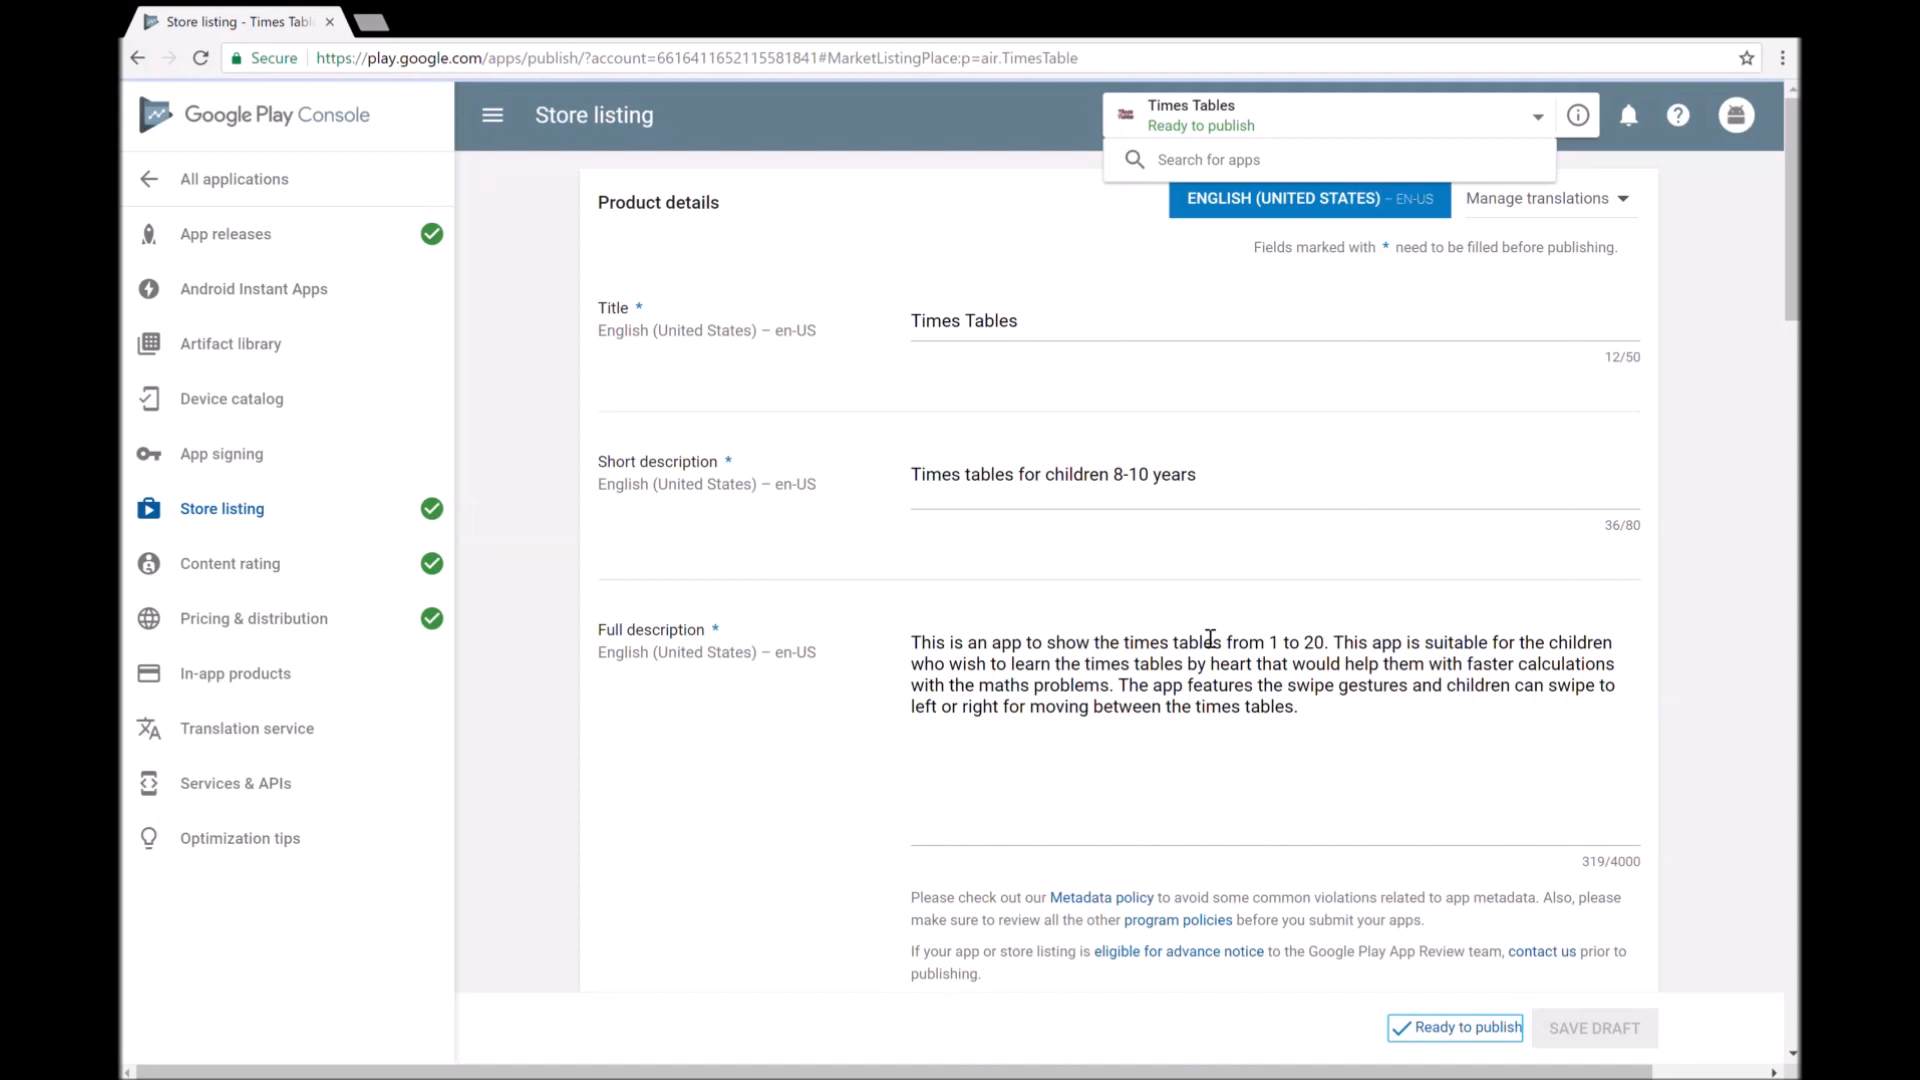 Store listing - Times Tabl
Secure https://play.google.com/apps/publish/?account=6616411652115581841#MarketListingPlace:p=air.TimesTable
Google Play Console
Store listing
Times Tables
Ready to publish
Search for apps
All applications
App releases
Android Instant Apps
Artifact library
Device catalog
App signing
Store listing
Content rating
Pricing & distribution
In-app products
Translation service
Services & APIs
Optimization tips
Product details
ENGLISH (UNITED STATES) – EN-US
Manage translations
Fields marked with * need to be filled before publishing.
Title *
English (United States) – en-US
Times Tables
12/50
Short description *
English (United States) – en-US
Times tables for children 8-10 years
36/80
Full description *
English (United States) – en-US
This is an app to show the times tables from 1 to 20. This app is suitable for the children
who wish to learn the times tables by heart that would help them with faster calculations
with the maths problems. The app features the swipe gestures and children can swipe to
left or right for moving between the times tables.
319/4000
Please check out our Metadata policy to avoid some common violations related to app metadata. Also, please
make sure to review all the other program policies before you submit your apps.
If your app or store listing is eligible for advance notice to the Google Play App Review team, contact us prior to
publishing.
Ready to publish
SAVE DRAFT